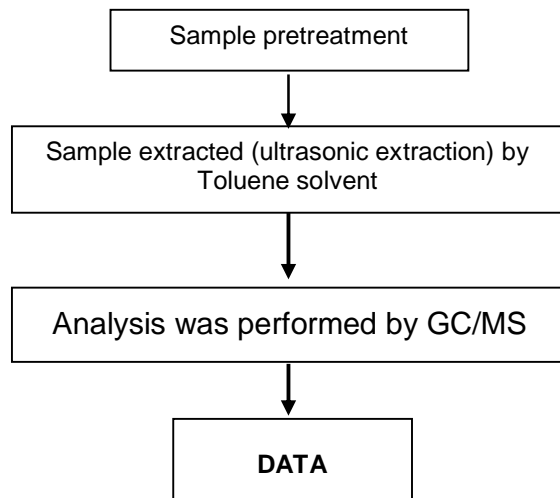 Sample pretreatment
Sample extracted (ultrasonic extraction) by
Toluene solvent
Analysis was performed by GC/MS
DATA